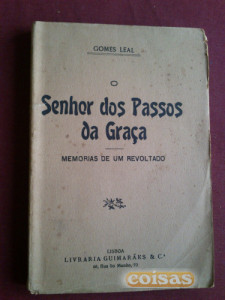 GOMES LEAL
O
Senhor dos Passos
da Graça
MEMORIAS DE UM REVOLTADO
LISBOA
LIVRARIA GUIMARÃES & C.ª
coisas